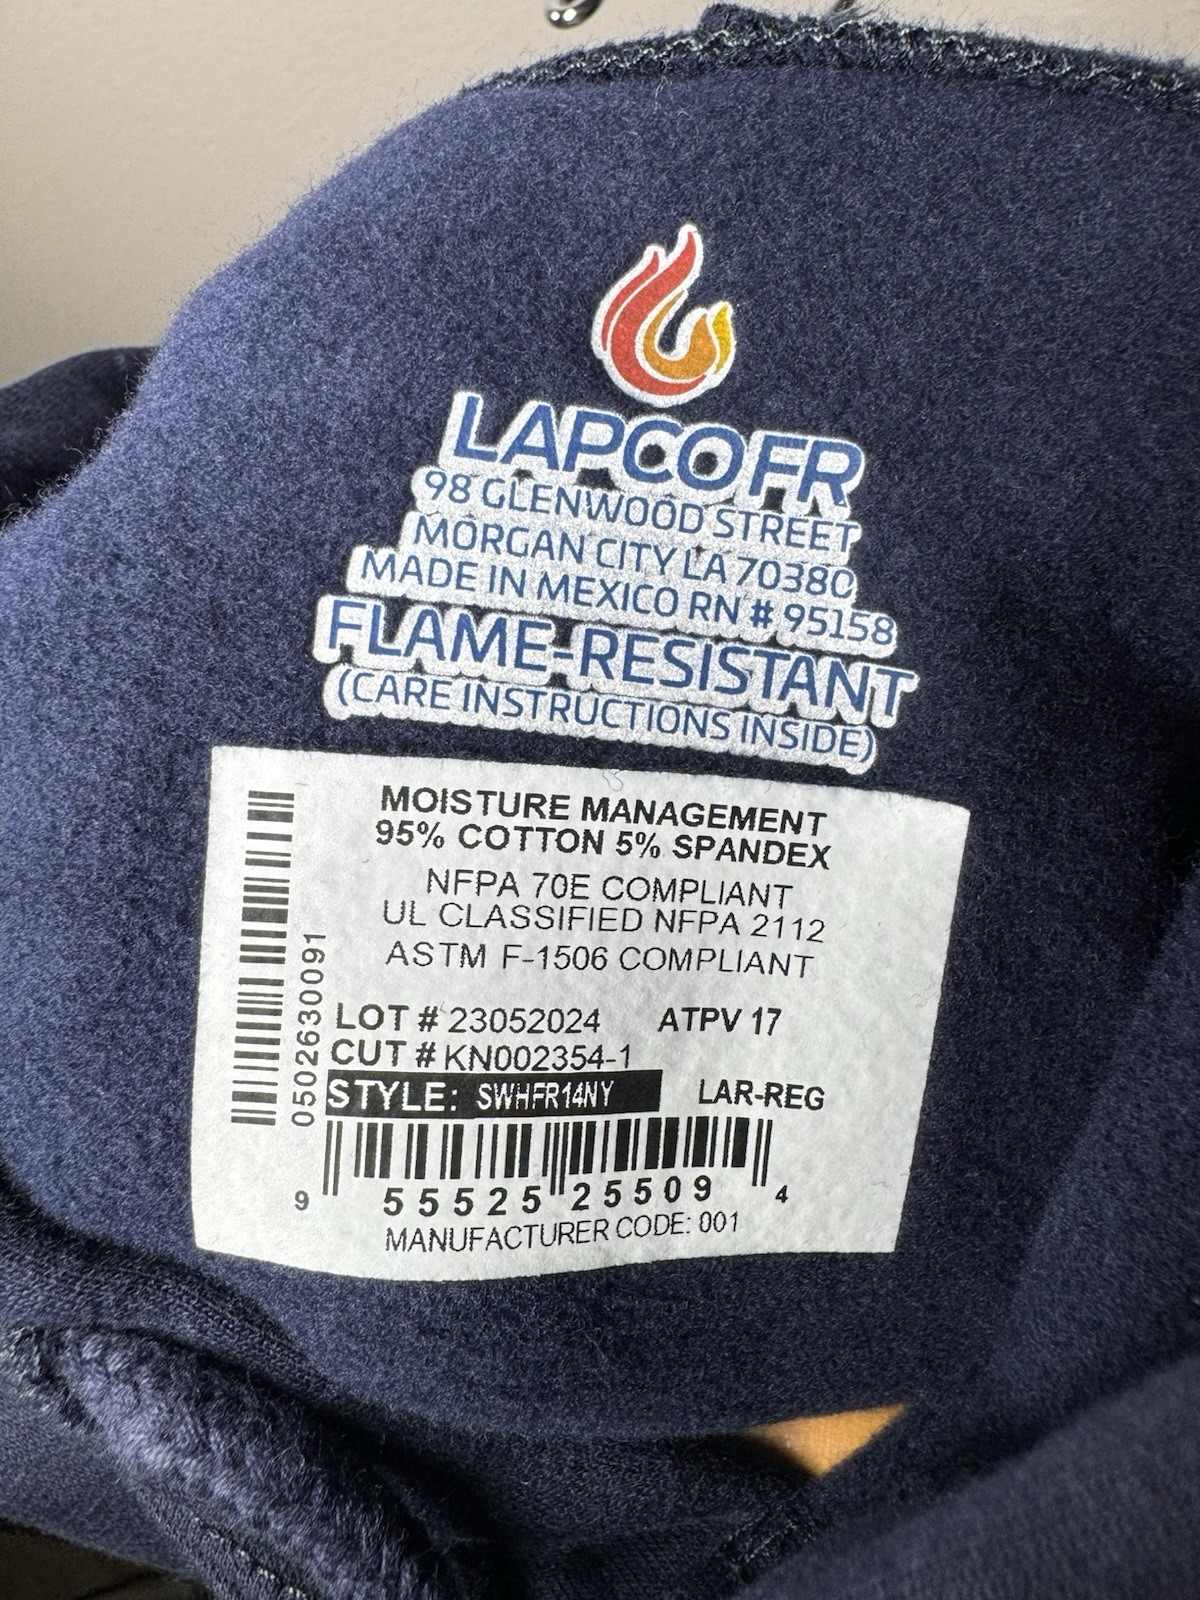 LAPCO FR
98 GLENWOOD STREET
MORGAN CITY LA 70380
MADE IN MEXICO RN # 95158
FLAME-RESISTANT
(CARE INSTRUCTIONS INSIDE)
MOISTURE MANAGEMENT
95% COTTON 5% SPANDEX
NFPA 70E COMPLIANT
UL CLASSIFIED NFPA 2112
ASTM F-1506 COMPLIANT
0502630091
LOT # 23052024 ATPV 17
CUT # KN002354-1
STYLE: SWHFR14NY LAR-REG
9 55525 25509 4
MANUFACTURER CODE: 001